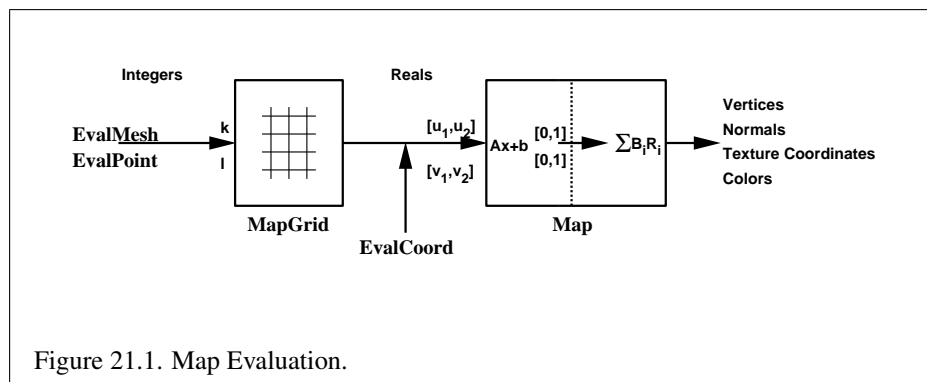 Integers
Reals
EvalMesh
EvalPoint
k
l
MapGrid
[u1,u2]
[v1,v2]
EvalCoord
Ax+b
[0,1]
[0,1]
ΣBiRi
Map
Vertices
Normals
Texture Coordinates
Colors
Figure 21.1. Map Evaluation.